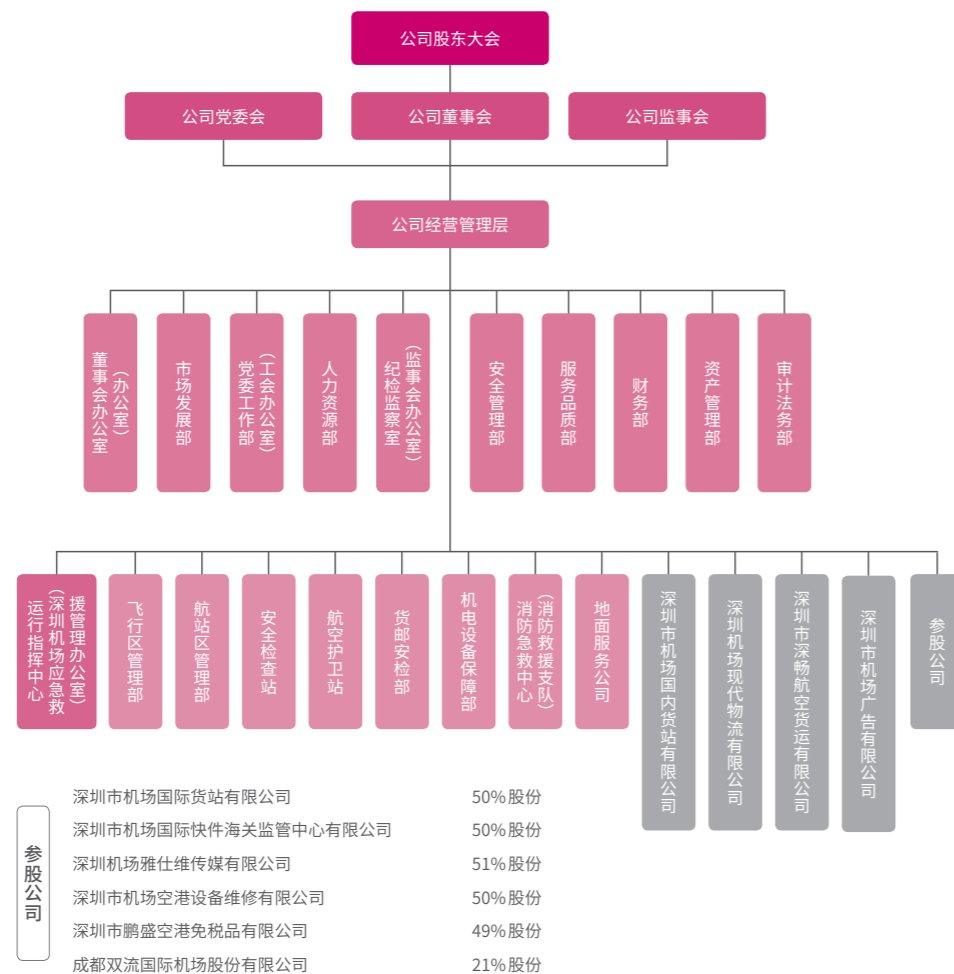 公司股东大会
公司党委会
公司董事会
公司监事会
公司经营管理层
董事会办公室
（办公室）
市场发展部
党委工作部
（工会办公室）
人力资源部
纪检监察室
（监事会办公室）
安全管理部
服务品质部
财务部
资产管理部
审计法务部
运行指挥中心
（深圳机场应急救
援管理办公室）
飞行区管理部
航站区管理部
安全检查站
航空护卫站
货邮安检部
机电设备保障部
消防急救中心
（消防救援支队）
地面服务公司
深圳市机场国内货站有限公司
深圳机场现代物流有限公司
深圳市深畅航空货运有限公司
深圳市机场广告有限公司
参股公司
参股公司
深圳市机场国际货站有限公司 50%股份
深圳市机场国际快件海关监管中心有限公司 50%股份
深圳机场雅仕维传媒有限公司 51%股份
深圳市机场空港设备维修有限公司 50%股份
深圳市鹏盛空港免税品有限公司 49%股份
成都双流国际机场股份有限公司 21%股份